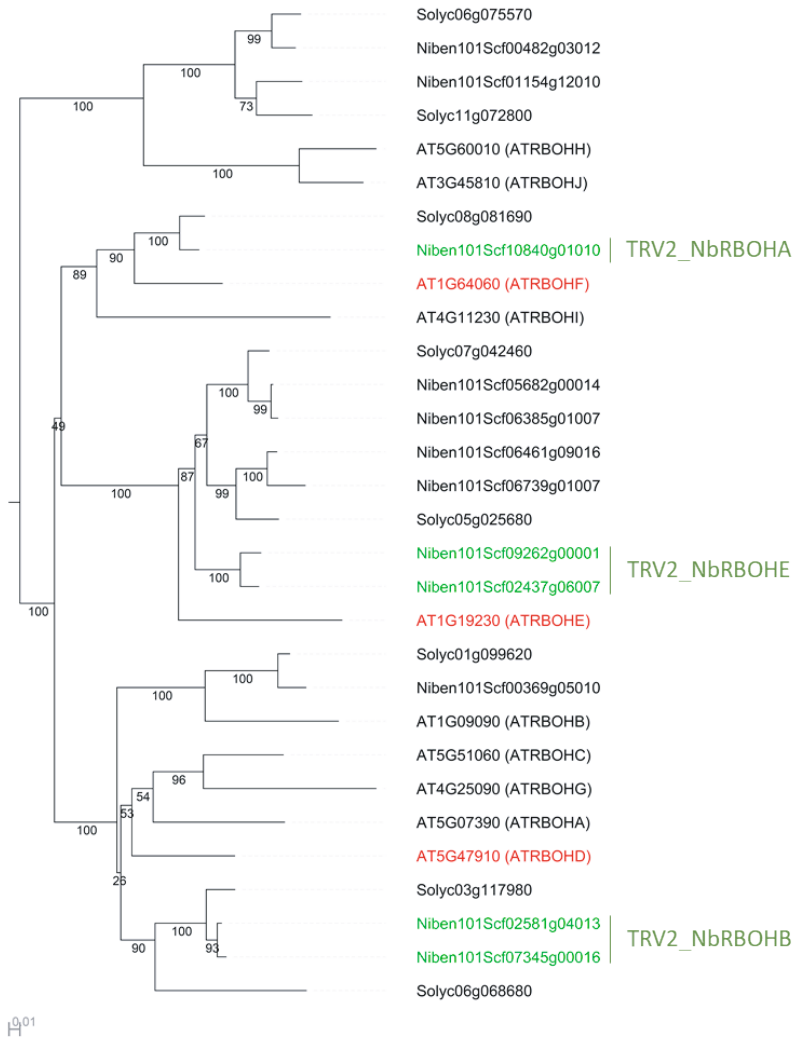 Solyc06g075570
99
Niben101Scf00482g03012
100
Niben101Scf01154g12010
100
73
Solyc11g072800
AT5G60010 (ATRBOHH)
100
AT3G45810 (ATRBOHJ)
Solyc08g081690
100
Niben101Scf10840g01010
TRV2_NbRBOHA
90
89
AT1G64060 (ATRBOHF)
AT4G11230 (ATRBOHI)
Solyc07g042460
100
Niben101Scf05682g00014
99
Niben101Scf06385g01007
49
67
Niben101Scf06461g09016
87
100
100
99
Niben101Scf06739g01007
Solyc05g025680
Niben101Scf09262g00001
100
TRV2_NbRBOHE
Niben101Scf02437g06007
100
AT1G19230 (ATRBOHE)
Solyc01g099620
100
100
Niben101Scf00369g05010
AT1G09090 (ATRBOHB)
AT5G51060 (ATRBOHC)
96
AT4G25090 (ATRBOHG)
54
53
AT5G07390 (ATRBOHA)
100
AT5G47910 (ATRBOHD)
26
Solyc03g117980
Niben101Scf02581g04013
100
TRV2_NbRBOHB
90
93
Niben101Scf07345g00016
Solyc06g068680
0.01